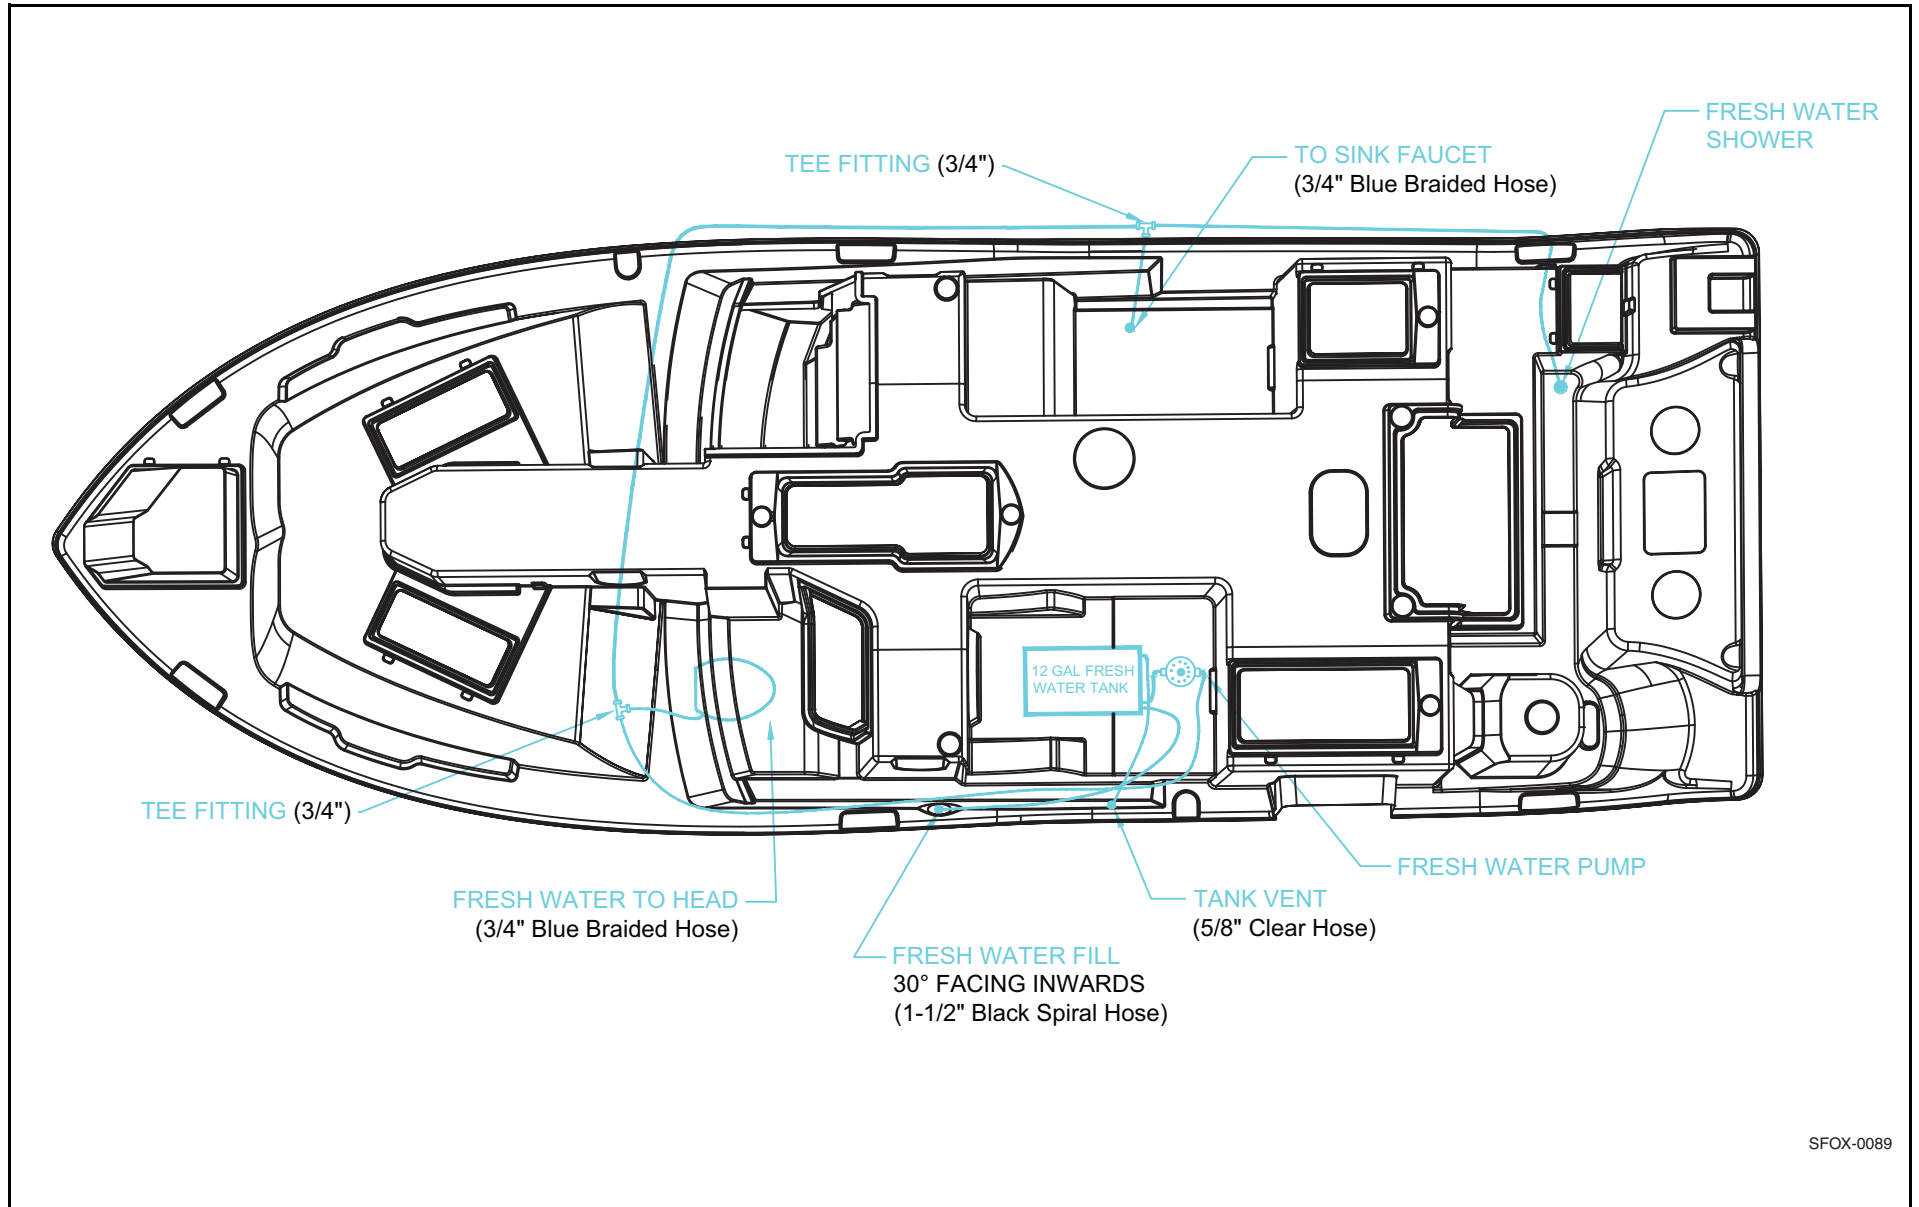 FRESH WATER
SHOWER
TEE FITTING (3/4")
TO SINK FAUCET
(3/4" Blue Braided Hose)
12 GAL FRESH
WATER TANK
TEE FITTING (3/4")
FRESH WATER PUMP
FRESH WATER TO HEAD
(3/4" Blue Braided Hose)
TANK VENT
(5/8" Clear Hose)
FRESH WATER FILL
30° FACING INWARDS
(1-1/2" Black Spiral Hose)
SFOX-0089